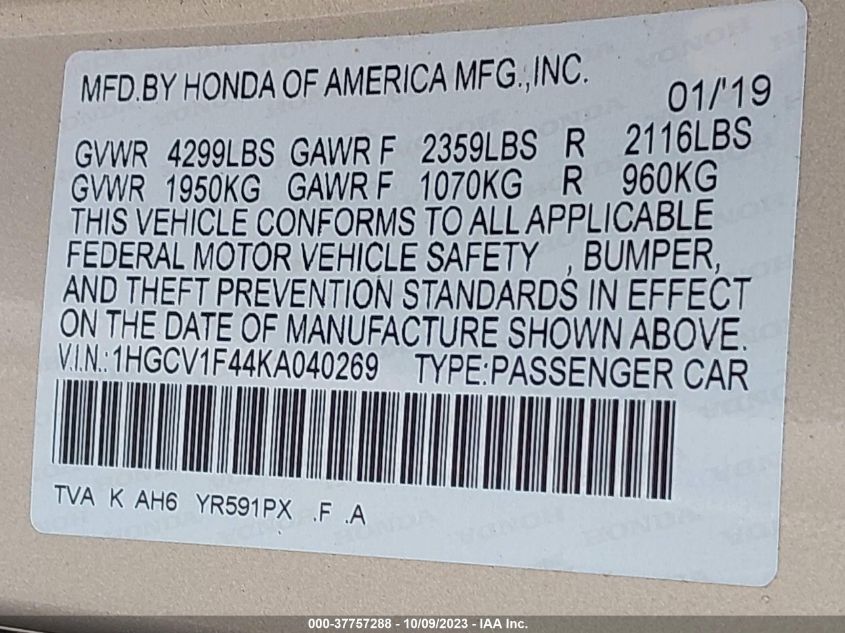 MFD.BY HONDA OF AMERICA MFG.,INC.
01/'19
GVWR 4299LBS GAWR F 2359LBS R 2116LBS
GVWR 1950KG GAWR F 1070KG R 960KG
THIS VEHICLE CONFORMS TO ALL APPLICABLE
FEDERAL MOTOR VEHICLE SAFETY , BUMPER,
AND THEFT PREVENTION STANDARDS IN EFFECT
ON THE DATE OF MANUFACTURE SHOWN ABOVE.
V.I.N.: 1HGCV1F44KA040269 TYPE:PASSENGER CAR
TVA K AH6 YR591PX .F .A
000-37757288 - 10/09/2023 - IAA Inc.